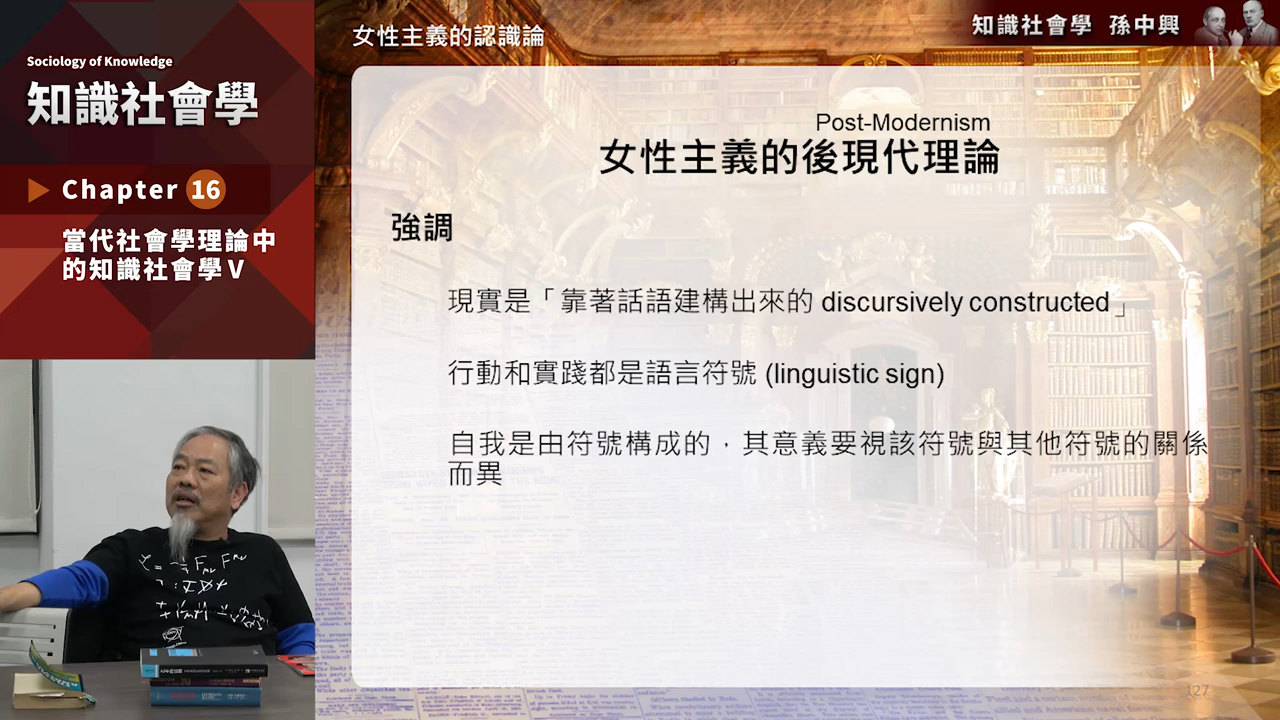 Sociology of Knowledge
知識社會學
Chapter 16
當代社會學理論中
的知識社會學 V
女性主義的認識論
知識社會學 孫中興
Post-Modernism
女性主義的後現代理論
強調
現實是「靠著話語建構出來的 discursively constructed」
行動和實踐都是語言符號 (linguistic sign)
自我是由符號構成的，其意義要視該符號與其他符號的關係
而異
127